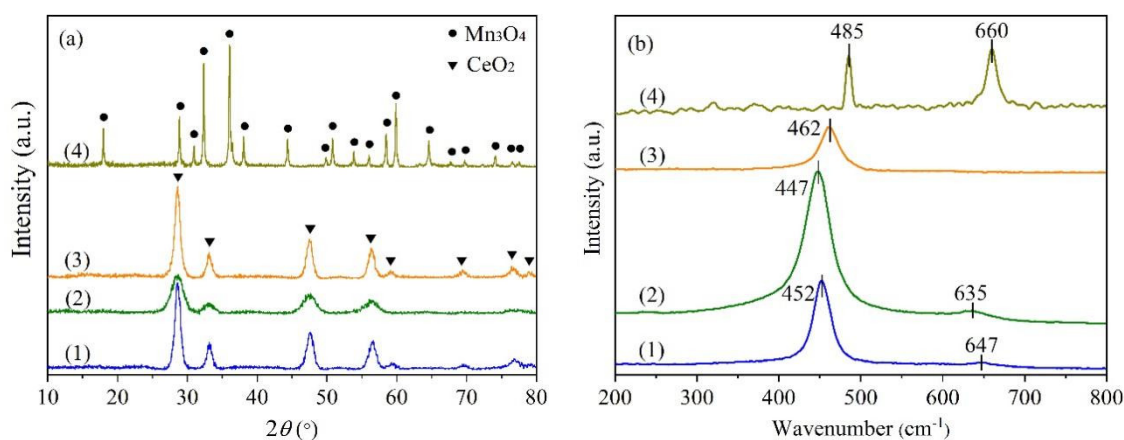 (a)
● Mn₃O₄
▼ CeO₂
(4)
(3)
(2)
(1)
Intensity (a.u.)
10 20 30 40 50 60 70 80
2θ (°)
(b)
485
660
(4)
462
(3)
447
(2)
635
452
(1)
647
Intensity (a.u.)
200 300 400 500 600 700 800
Wavenumber (cm⁻¹)